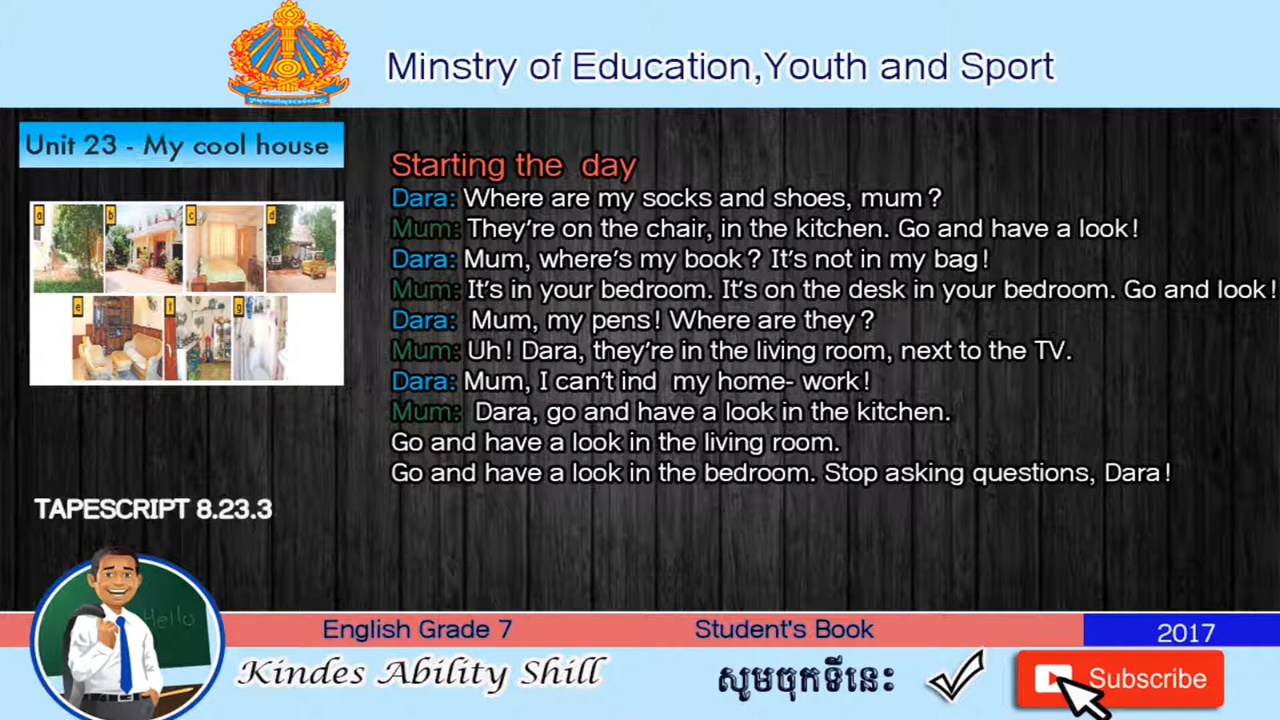 Minstry of Education,Youth and Sport
Unit 23 - My cool house
a b c d
e f g
Starting the day
Dara: Where are my socks and shoes, mum?
Mum: They're on the chair, in the kitchen. Go and have a look!
Dara: Mum, where's my book? It's not in my bag!
Mum: It's in your bedroom. It's on the desk in your bedroom. Go and look!
Dara: Mum, my pens! Where are they?
Mum: Uh! Dara, they're in the living room, next to the TV.
Dara: Mum, I can't ind my home- work!
Mum: Dara, go and have a look in the kitchen.
Go and have a look in the living room.
Go and have a look in the bedroom. Stop asking questions, Dara!
TAPESCRIPT 8.23.3
Hello
English Grade 7
Student's Book
2017
Kindes Ability Shill
សូមចុកទីនេះ
Subscribe